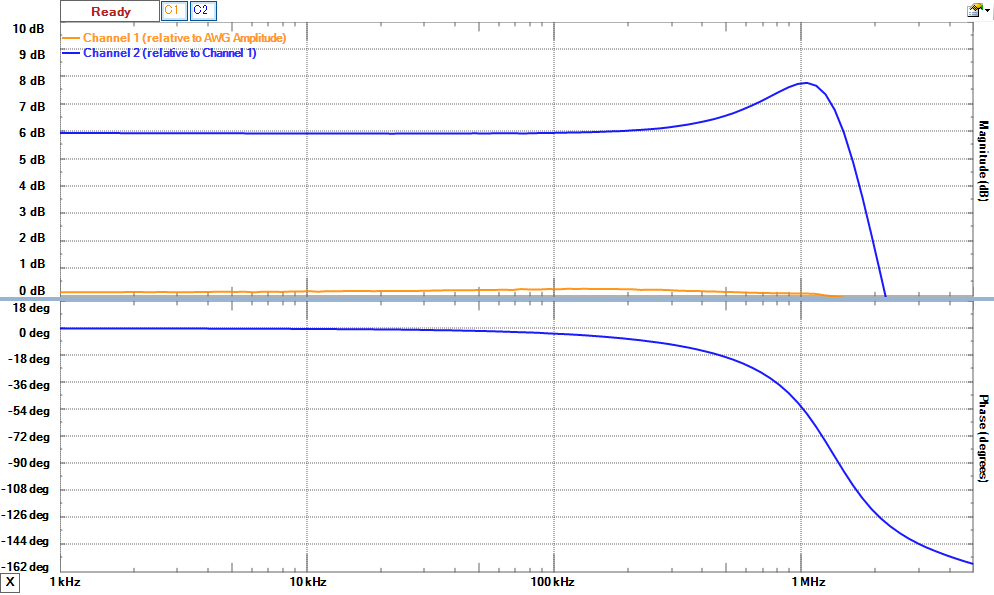 Ready C1 C2
10 dB
Channel 1 (relative to AWG Amplitude)
Channel 2 (relative to Channel 1)
9 dB
8 dB
7 dB
6 dB
5 dB
4 dB
3 dB
2 dB
1 dB
0 dB
Magnitude (dB)
18 deg
0 deg
-18 deg
-36 deg
-54 deg
-72 deg
-90 deg
-108 deg
-126 deg
-144 deg
-162 deg
Phase (degrees)
X 1 kHz 10 kHz 100 kHz 1 MHz